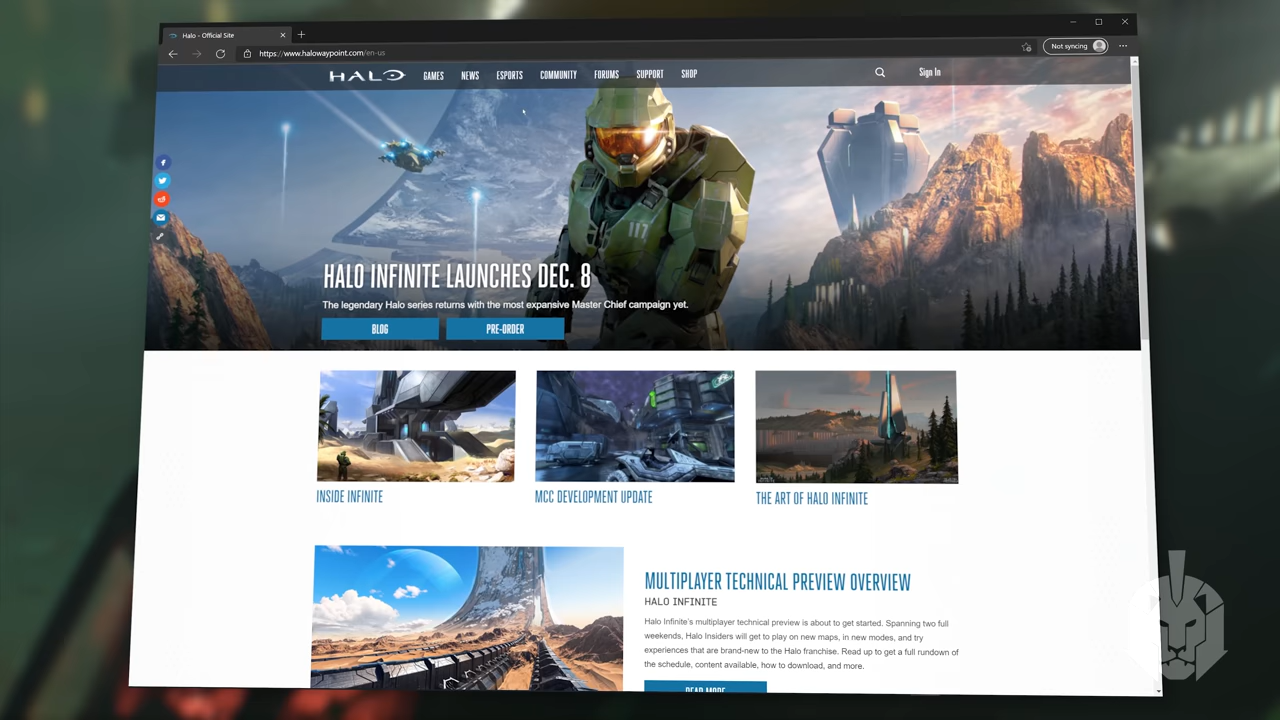 Halo - Official Site
https://www.halowaypoint.com/en-us
Not syncing
HALO GAMES NEWS ESPORTS COMMUNITY FORUMS SUPPORT SHOP Sign In
117
HALO INFINITE LAUNCHES DEC. 8
The legendary Halo series returns with the most expansive Master Chief campaign yet.
BLOG PRE-ORDER
INSIDE INFINITE
MCC DEVELOPMENT UPDATE
THE ART OF HALO INFINITE
MULTIPLAYER TECHNICAL PREVIEW OVERVIEW
HALO INFINITE
Halo Infinite's multiplayer technical preview is about to get started. Spanning two full
weekends, Halo Insiders will get to play on new maps, in new modes, and try
experiences that are brand-new to the Halo franchise. Read up to get a full rundown of
the schedule, content available, how to download, and more.
READ MORE